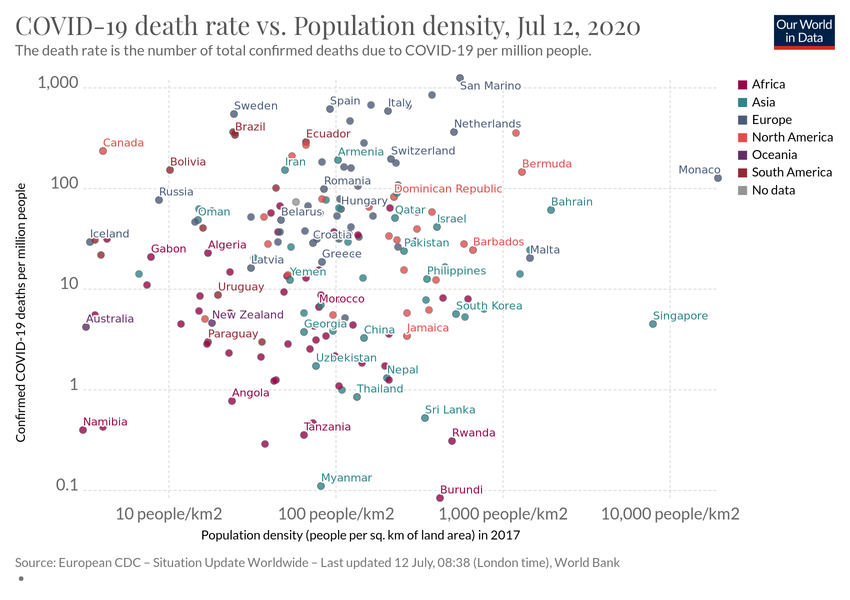 COVID-19 death rate vs. Population density, Jul 12, 2020
The death rate is the number of total confirmed deaths due to COVID-19 per million people.
Our World
in Data
Confirmed COVID-19 deaths per million people
1,000
100
10
1
0.1
San Marino
Sweden
Spain
Italy
Brazil
Netherlands
Ecuador
Canada
Armenia
Switzerland
Bolivia
Iran
Bermuda
Monaco
Romania
Dominican Republic
Russia
Hungary
Oman
Belarus
Qatar
Bahrain
Israel
Iceland
Croatia
Gabon
Algeria
Pakistan
Barbados
Latvia
Greece
Malta
Yemen
Philippines
Uruguay
Morocco
South Korea
Australia
New Zealand
Georgia
China
Jamaica
Singapore
Paraguay
Uzbekistan
Nepal
Angola
Thailand
Namibia
Tanzania
Sri Lanka
Rwanda
Myanmar
Burundi
10 people/km2
100 people/km2
1,000 people/km2
10,000 people/km2
Population density (people per sq. km of land area) in 2017
Africa
Asia
Europe
North America
Oceania
South America
No data
Source: European CDC – Situation Update Worldwide – Last updated 12 July, 08:38 (London time), World Bank